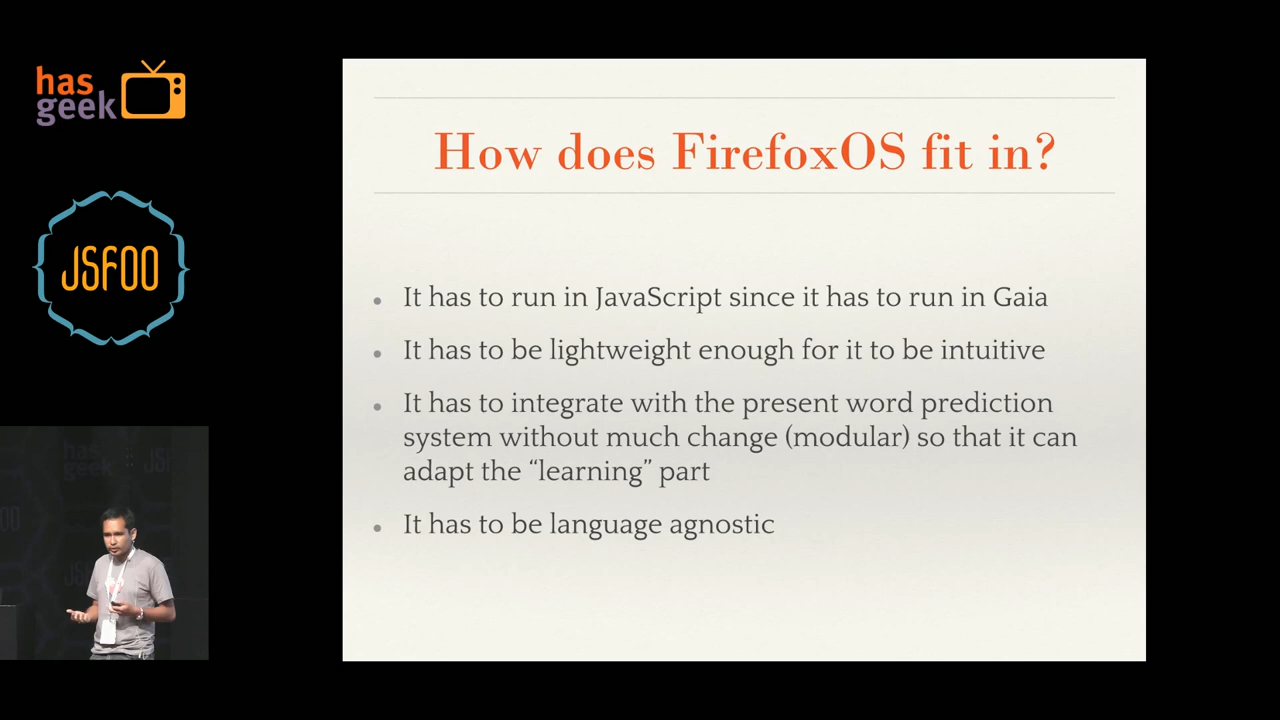 has
geek
JSFOO
How does FirefoxOS fit in?
It has to run in JavaScript since it has to run in Gaia
It has to be lightweight enough for it to be intuitive
It has to integrate with the present word prediction
system without much change (modular) so that it can
adapt the “learning” part
It has to be language agnostic